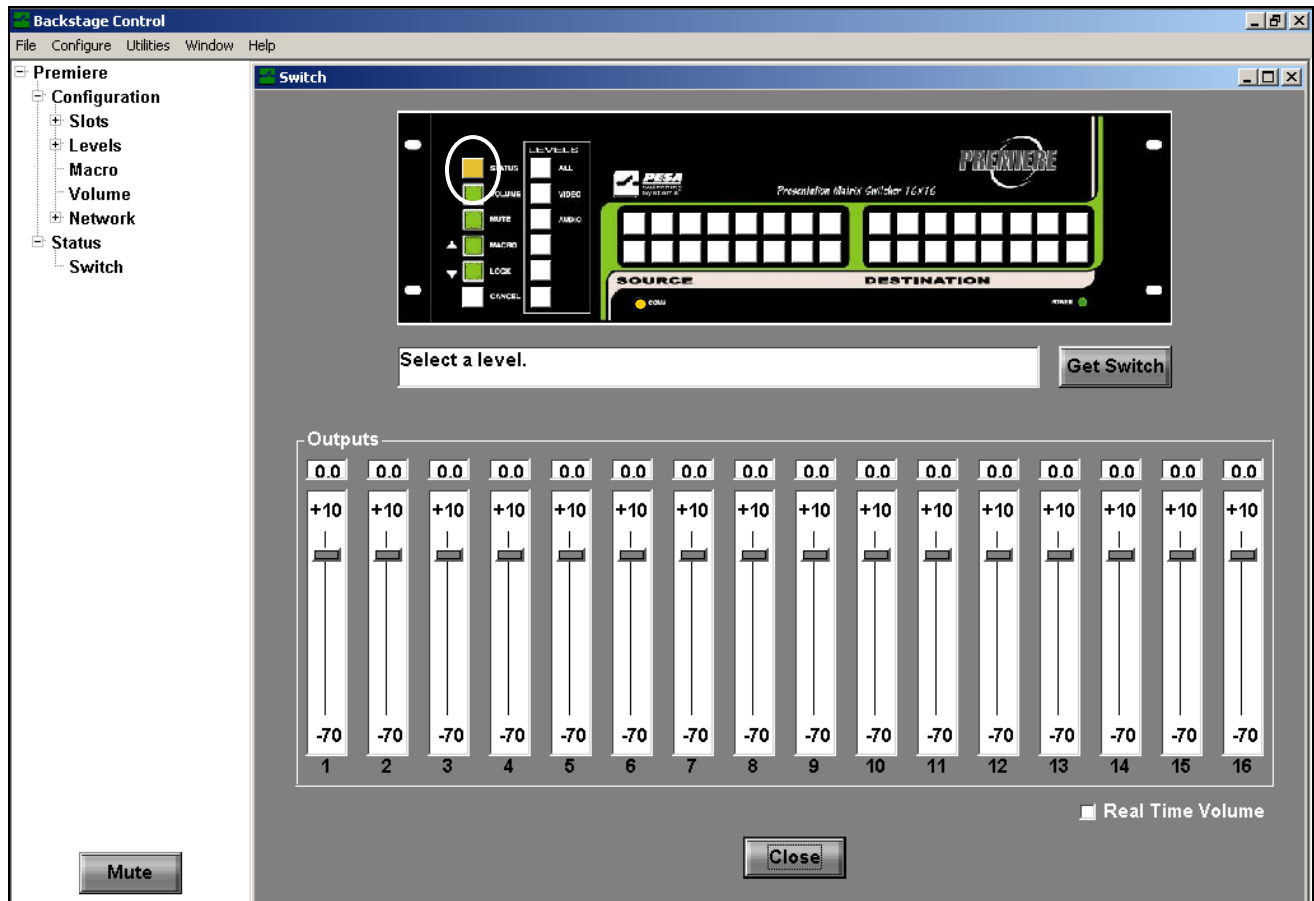 Backstage Control
File Configure Utilities Window Help
Premiere
Configuration
Slots
Levels
Macro
Volume
Network
Status
Switch
Mute
Switch
LEVELS
STATUS ALL
VOLUME VIDEO
MUTE AUDIO
MACRO
LOCK
CANCEL
PESA
SWITCHING
SYSTEMS
Presentation Matrix Switcher 16X16
PREMIERE
SOURCE DESTINATION
COMM POWER
Select a level.
Get Switch
Outputs
0.0 0.0 0.0 0.0 0.0 0.0 0.0 0.0 0.0 0.0 0.0 0.0 0.0 0.0 0.0 0.0
+10 +10 +10 +10 +10 +10 +10 +10 +10 +10 +10 +10 +10 +10 +10 +10
-70 -70 -70 -70 -70 -70 -70 -70 -70 -70 -70 -70 -70 -70 -70 -70
1 2 3 4 5 6 7 8 9 10 11 12 13 14 15 16
Real Time Volume
Close